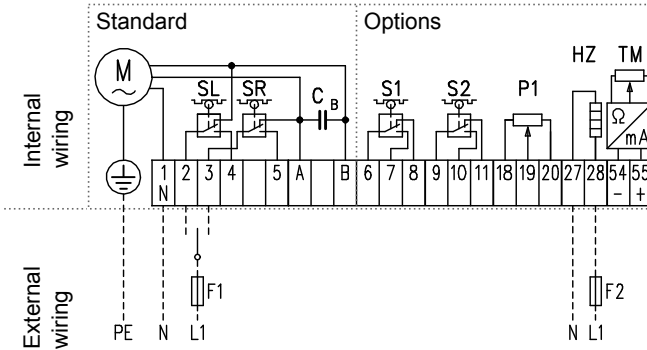 Standard
Options
Internal
wiring
M
~
SL
SR
C B
S1
S2
P1
HZ
TM
Ω
mA
1 2 3 4 5 A B 6 7 8 9 10 11 18 19 20 27 28 54 55
N - +
External
wiring
F1
F2
PE N L1 N L1